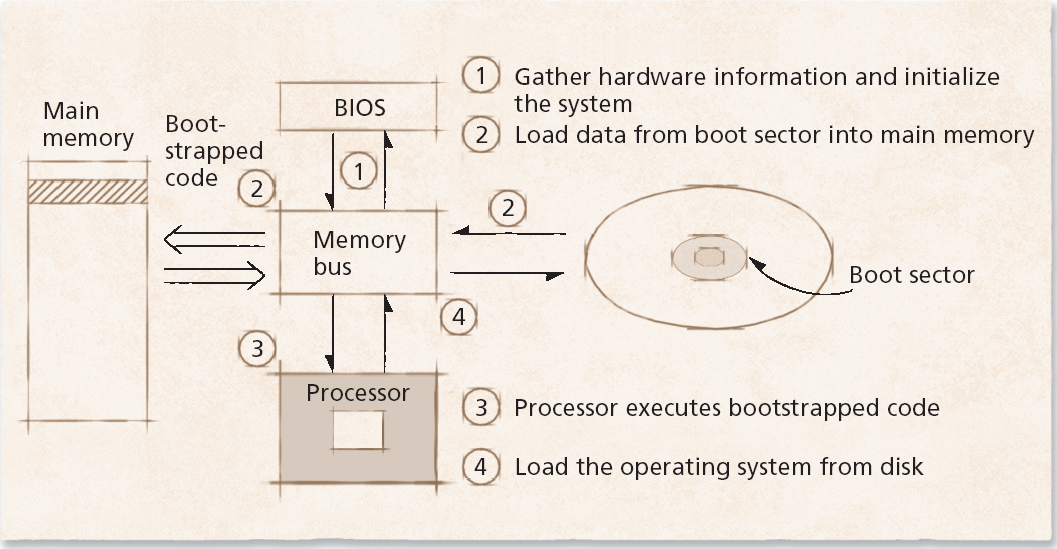 1 Gather hardware information and initialize
the system
2 Load data from boot sector into main memory
Main
memory
Boot-
strapped
code
2
BIOS
1
2
Memory
bus
Boot sector
4
3
Processor
3 Processor executes bootstrapped code
4 Load the operating system from disk